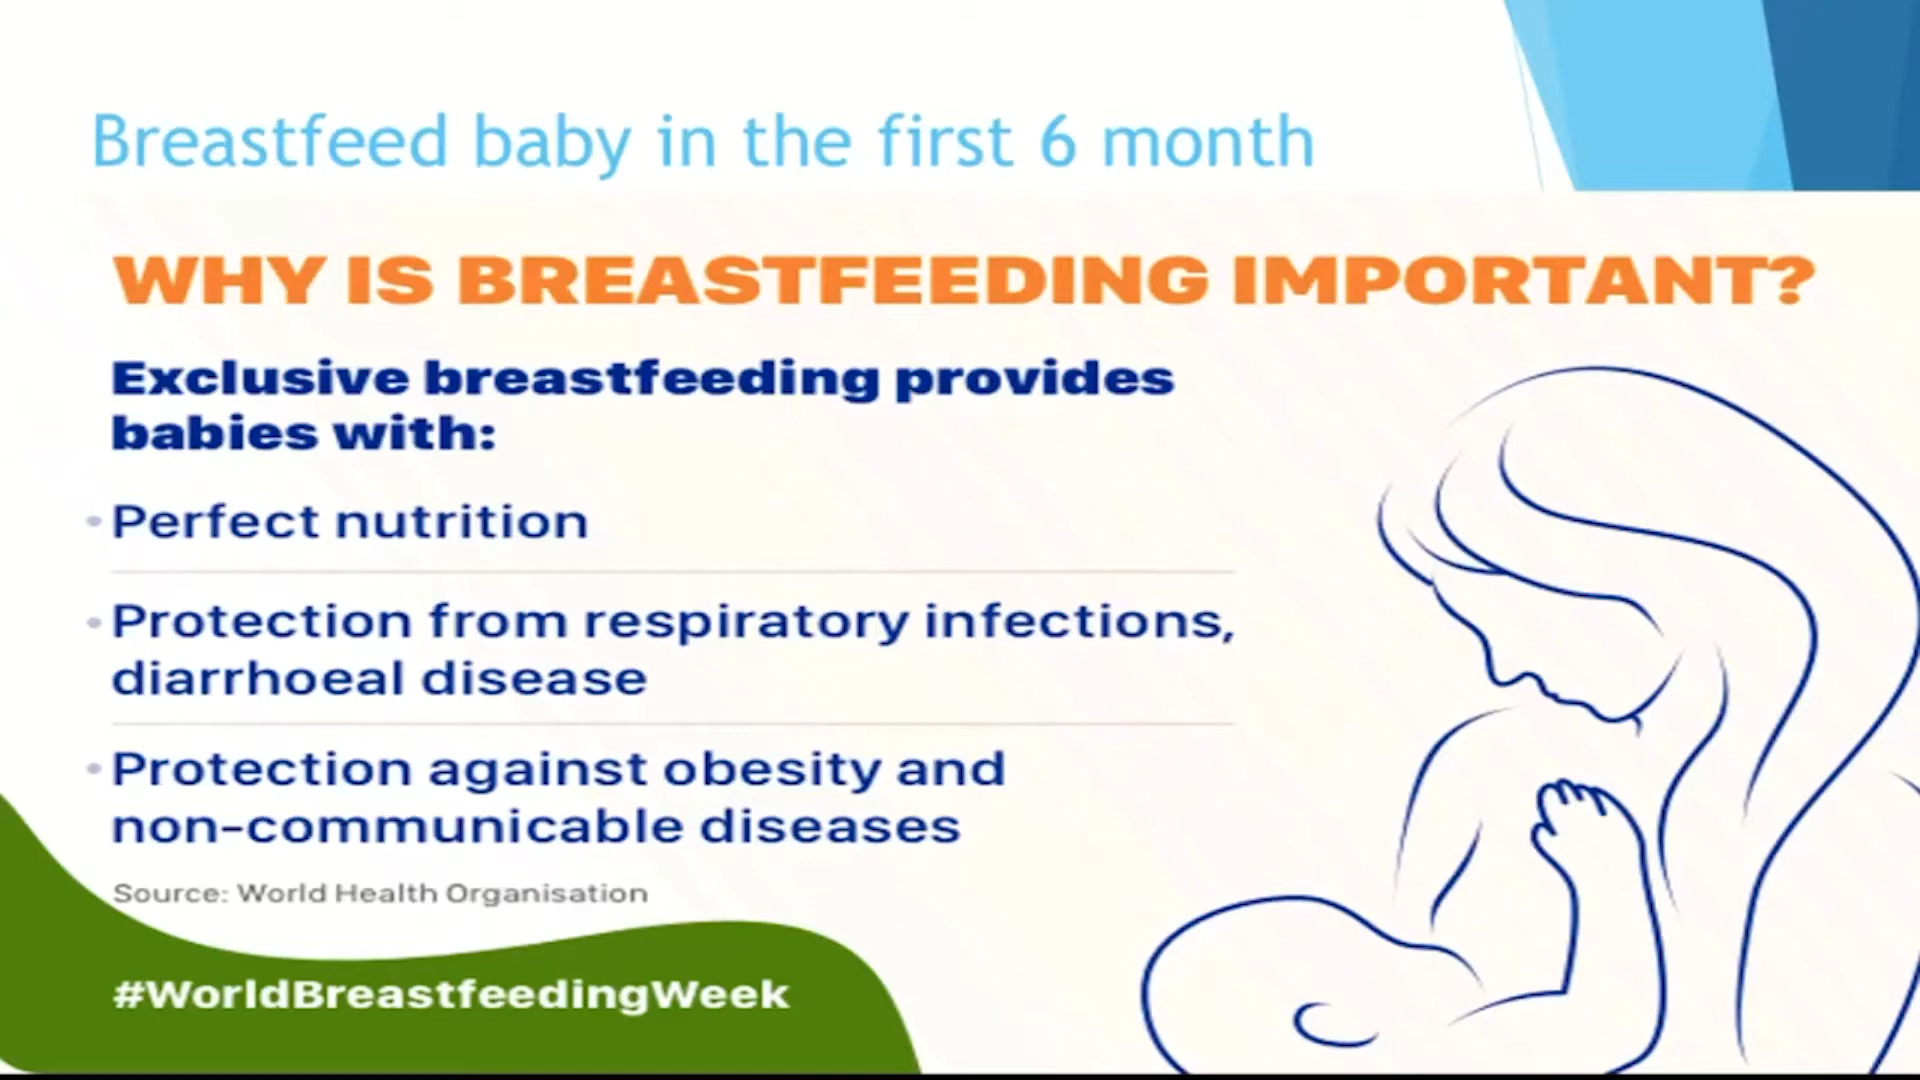 Breastfeed baby in the first 6 month
WHY IS BREASTFEEDING IMPORTANT?
Exclusive breastfeeding provides
babies with:
Perfect nutrition
Protection from respiratory infections,
diarrhoeal disease
Protection against obesity and
non-communicable diseases
Source: World Health Organisation
#WorldBreastfeedingWeek